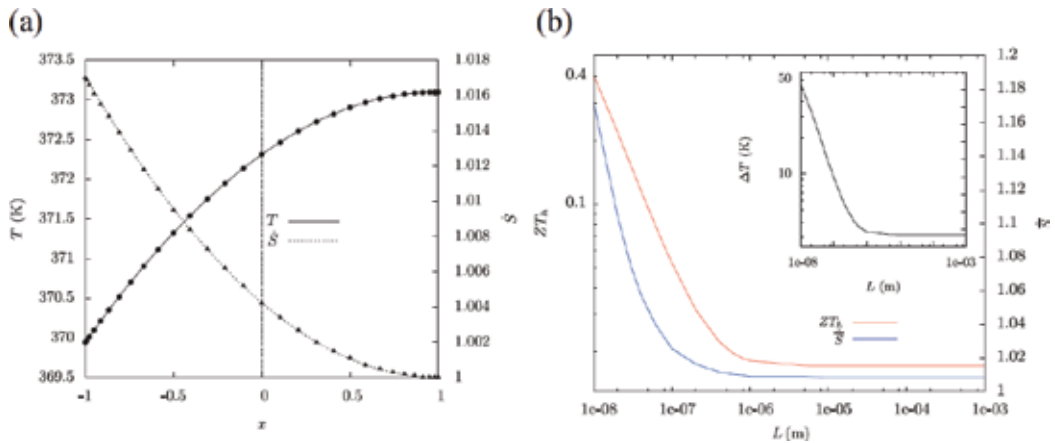 (a)
373.5
373
372.5
372
371.5
371
370.5
370
369.5
T (K)
1.018
1.016
1.014
1.012
1.01
1.008
1.006
1.004
1.002
1
Ṡ
T
Ṡ
-1
-0.5
0
0.5
1
x
(b)
0.4
0.1
ZTₕ
1.2
1.18
1.16
1.14
1.12
1.1
1.08
1.06
1.04
1.02
1
50
10
ΔT (K)
1e-08
1e-03
L (m)
ZTₕ
1e-08
1e-07
1e-06
1e-05
1e-04
1e-03
L (m)